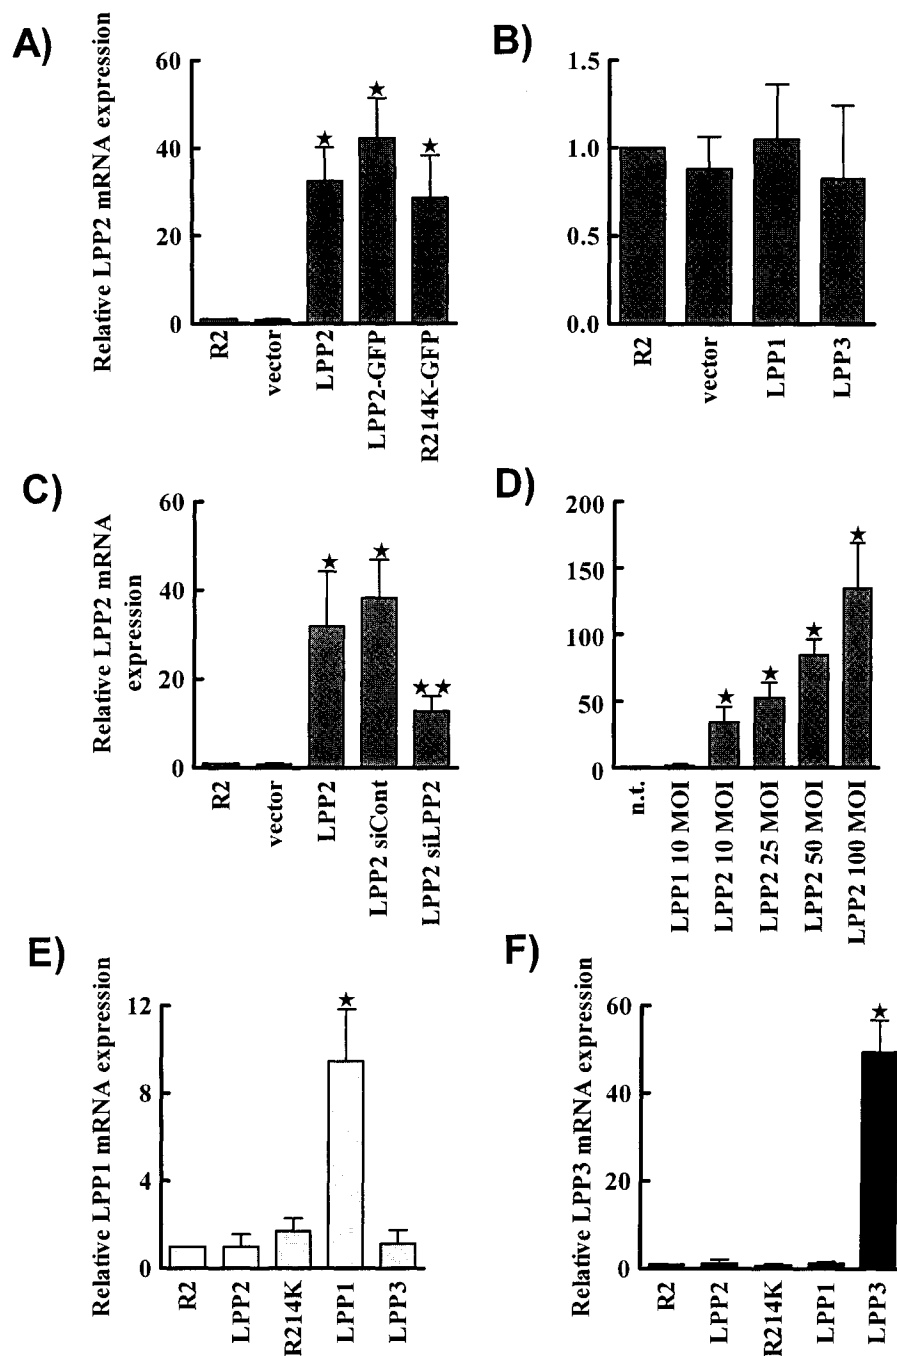 A)
Relative LPP2 mRNA expression
60
40
20
0
R2
vector
LPP2
LPP2-GFP
R214K-GFP
B)
1.5
1.0
0.5
0.0
R2
vector
LPP1
LPP3
C)
Relative LPP2 mRNA
expression
60
40
20
0
R2
vector
LPP2
LPP2 siCont
LPP2 siLPP2
D)
200
150
100
50
0
n.t.
LPP1 10 MOI
LPP2 10 MOI
LPP2 25 MOI
LPP2 50 MOI
LPP2 100 MOI
E)
Relative LPP1 mRNA expression
12
8
4
0
R2
LPP2
R214K
LPP1
LPP3
F)
Relative LPP3 mRNA expression
60
40
20
0
R2
LPP2
R214K
LPP1
LPP3